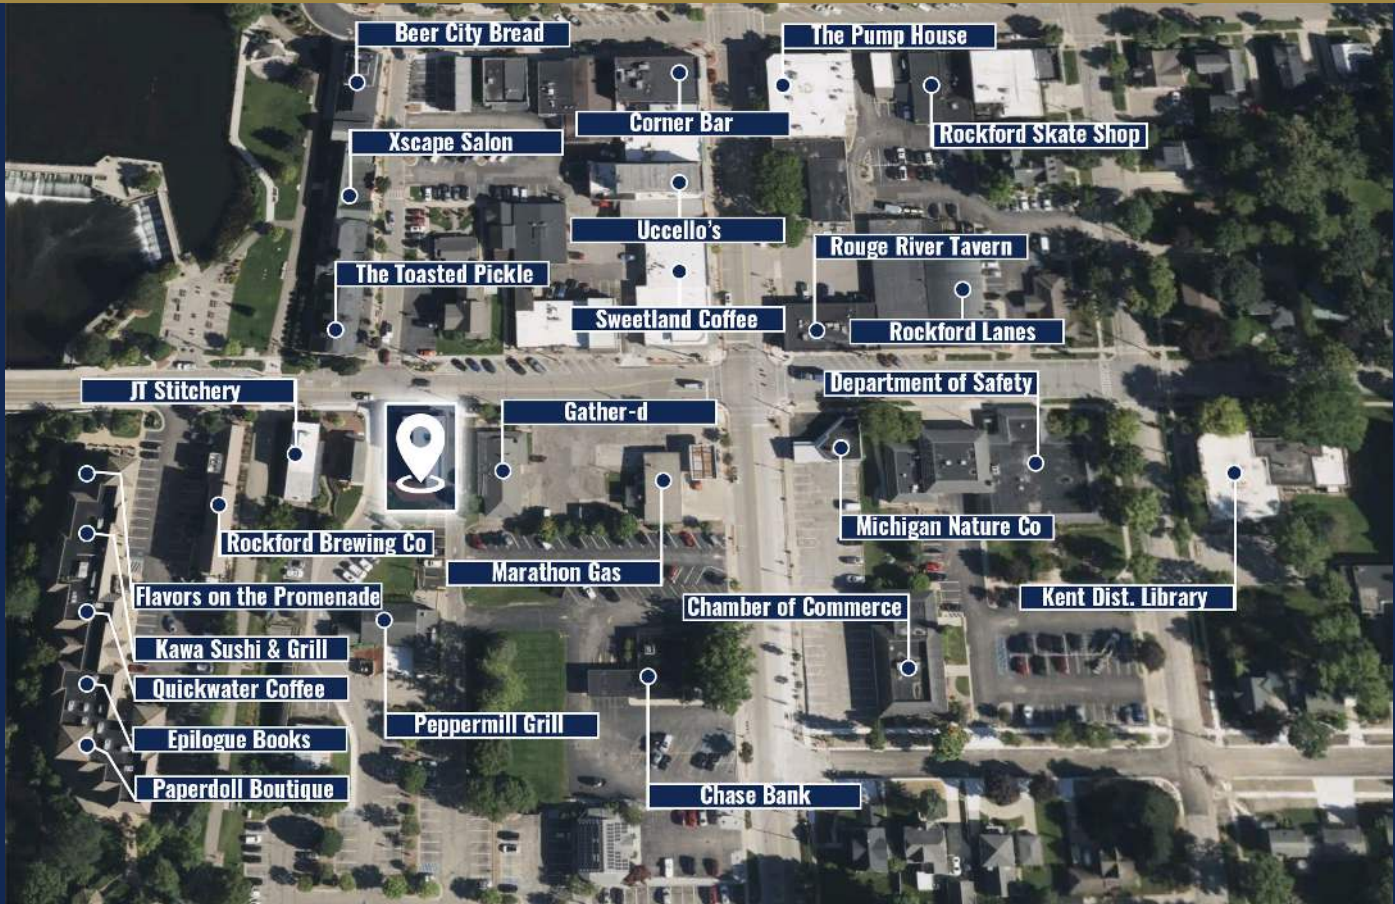 Beer City Bread
The Pump House
Corner Bar
Rockford Skate Shop
Xscape Salon
Uccello's
Rouge River Tavern
The Toasted Pickle
Sweetland Coffee
Rockford Lanes
JT Stitchery
Department of Safety
Gather-d
Michigan Nature Co
Rockford Brewing Co
Marathon Gas
Flavors on the Promenade
Chamber of Commerce
Kent Dist. Library
Kawa Sushi & Grill
Quickwater Coffee
Peppermill Grill
Epilogue Books
Paperdoll Boutique
Chase Bank